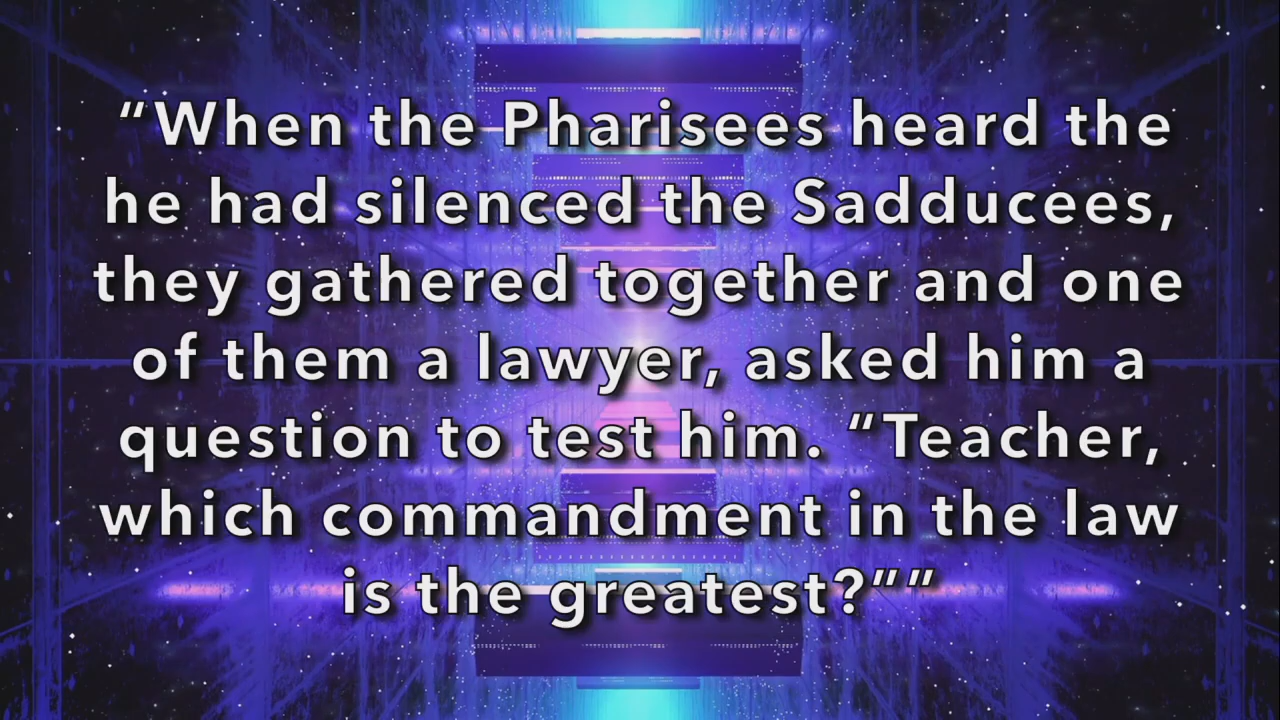 “When the Pharisees heard the
he had silenced the Sadducees,
they gathered together and one
of them a lawyer, asked him a
question to test him. “Teacher,
which commandment in the law
is the greatest?””